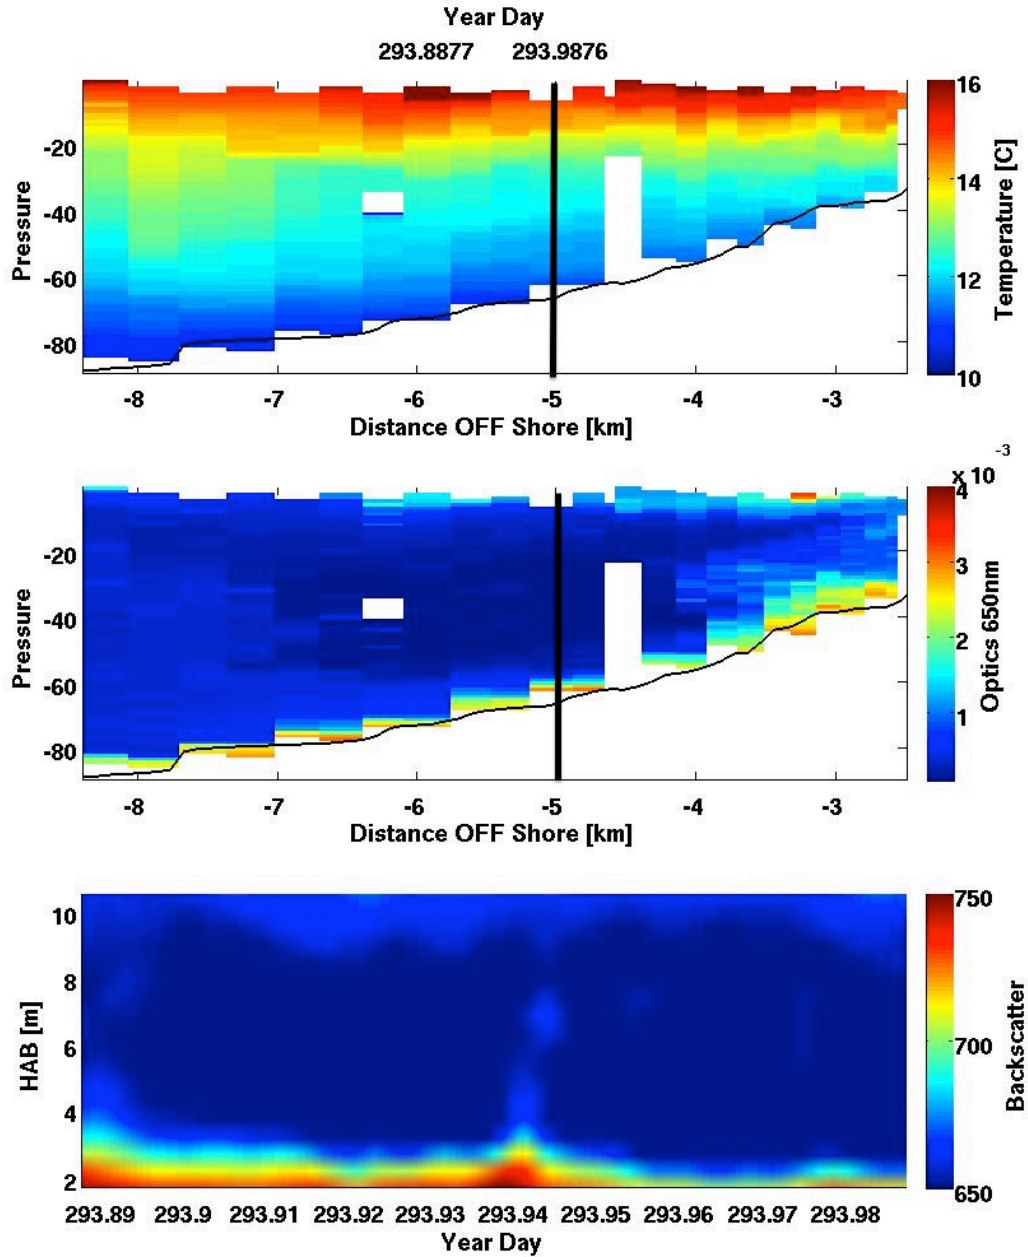 Year Day
293.8877 293.9876
16
-20
14
-40
12
-60
-80
10
Pressure
Temperature [C]
-8 -7 -6 -5 -4 -3
Distance OFF Shore [km]
x 10 -3
4
-20
3
-40
2
-60
1
-80
Pressure
Optics 650nm
-8 -7 -6 -5 -4 -3
Distance OFF Shore [km]
10
750
8
6
700
4
2
650
HAB [m]
Backscatter
293.89 293.9 293.91 293.92 293.93 293.94 293.95 293.96 293.97 293.98
Year Day